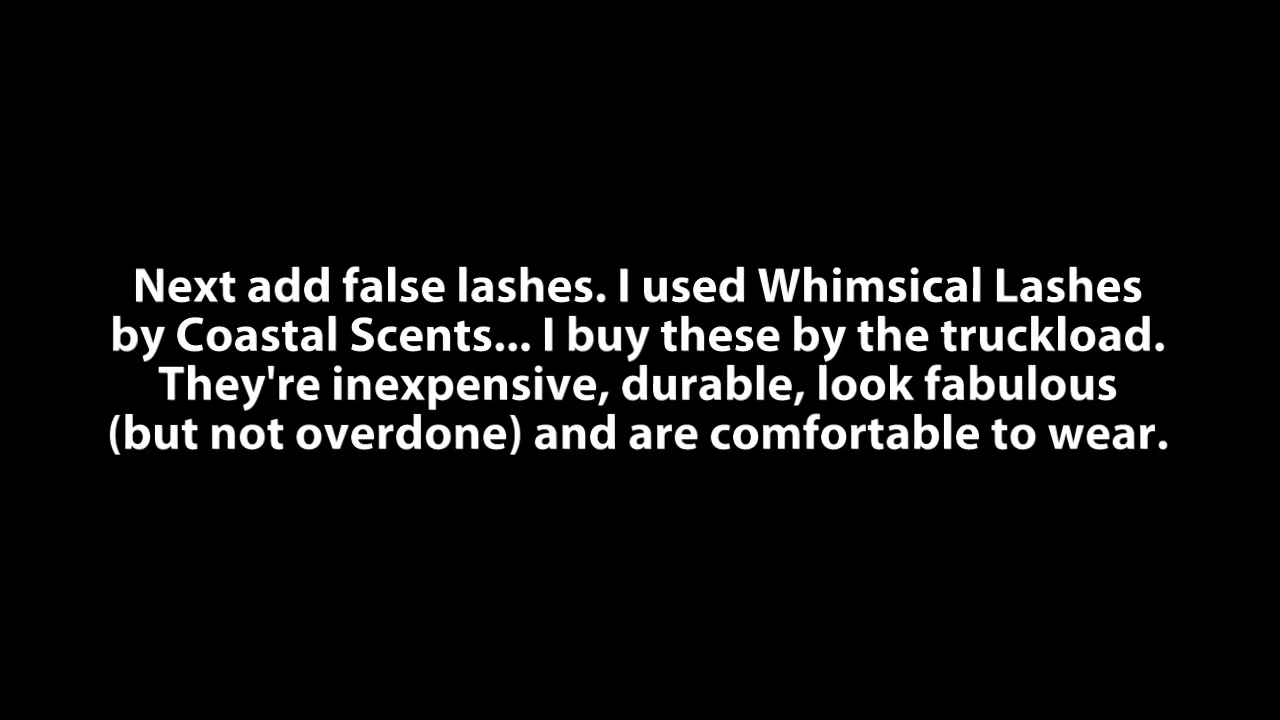 Next add false lashes. I used Whimsical Lashes
by Coastal Scents... I buy these by the truckload.
They're inexpensive, durable, look fabulous
(but not overdone) and are comfortable to wear.